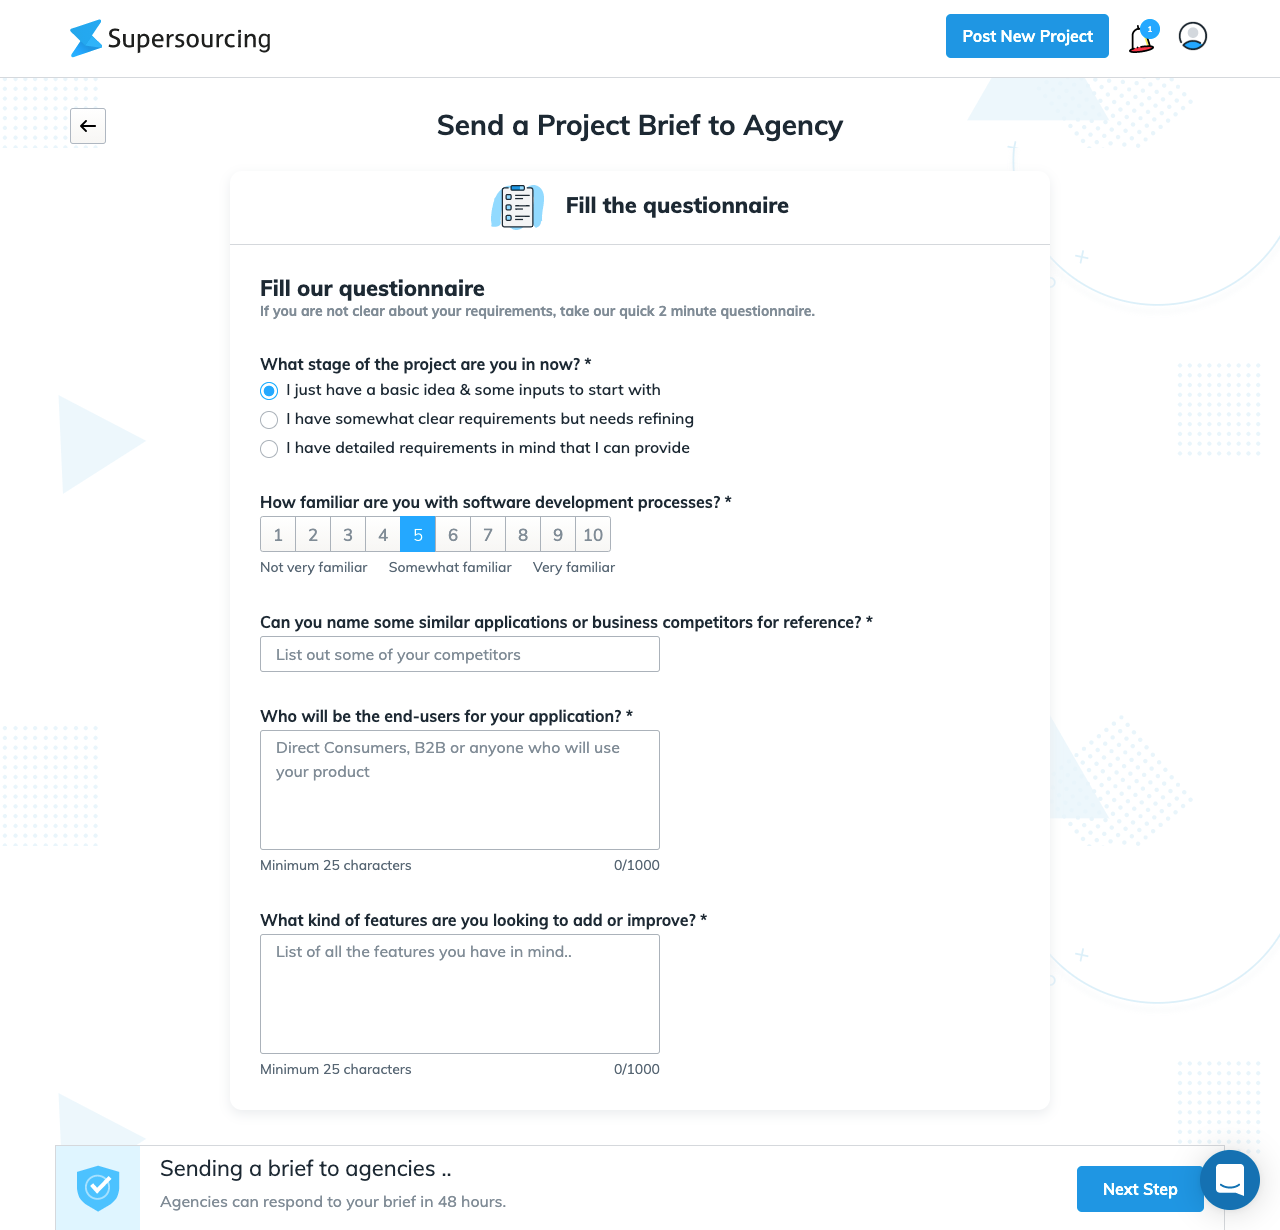 Supersourcing
Post New Project
1
Send a Project Brief to Agency
Fill the questionnaire
Fill our questionnaire
If you are not clear about your requirements, take our quick 2 minute questionnaire.
What stage of the project are you in now? *
I just have a basic idea & some inputs to start with
I have somewhat clear requirements but needs refining
I have detailed requirements in mind that I can provide
How familiar are you with software development processes? *
1 2 3 4 5 6 7 8 9 10
Not very familiar Somewhat familiar Very familiar
Can you name some similar applications or business competitors for reference? *
List out some of your competitors
Who will be the end-users for your application? *
Direct Consumers, B2B or anyone who will use
your product
Minimum 25 characters 0/1000
What kind of features are you looking to add or improve? *
List of all the features you have in mind..
Minimum 25 characters 0/1000
Sending a brief to agencies ..
Agencies can respond to your brief in 48 hours.
Next Step